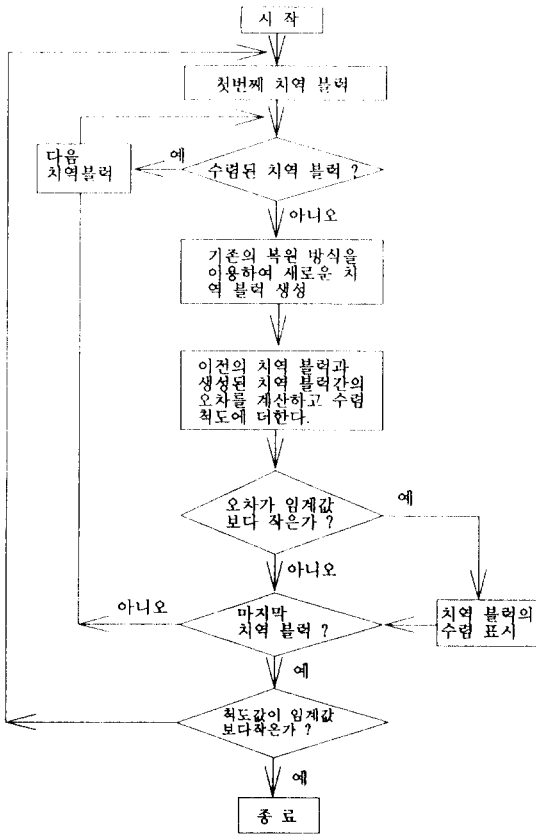 시 작
첫번째 치역 블럭
다음
치역블럭
예
수렴된 치역 블럭 ?
아니오
기존의 복원 방식을
이용하여 새로운 치
역 블럭 생성
이전의 치역 블럭과
생성된 치역 블럭간의
오차를 계산하고 수렴
척도에 더한다.
오차가 임계값
보다 작은가 ?
예
아니오
아니오
마지막
치역 블럭 ?
치역 블럭의
수렴 표시
예
척도값이 임계값
보다작은가 ?
예
종 료